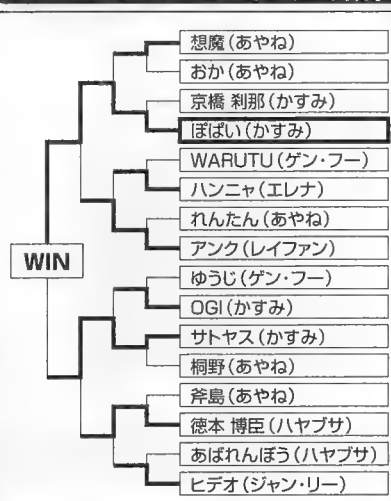 想魔(あやね)
おか(あやね)
京橋 刹那(かすみ)
ぽぱい(かすみ)
WARUTU(ゲン・フー)
ハンニャ(エレナ)
れんたん(あやね)
アンク(レイファン)
WIN
ゆうじ(ゲン・フー)
OGI(かすみ)
サトヤス(かすみ)
桐野(あやね)
斧島(あやね)
徳本 博臣(ハヤブサ)
あばれんぼう(ハヤブサ)
ヒデオ(ジャン・リー)